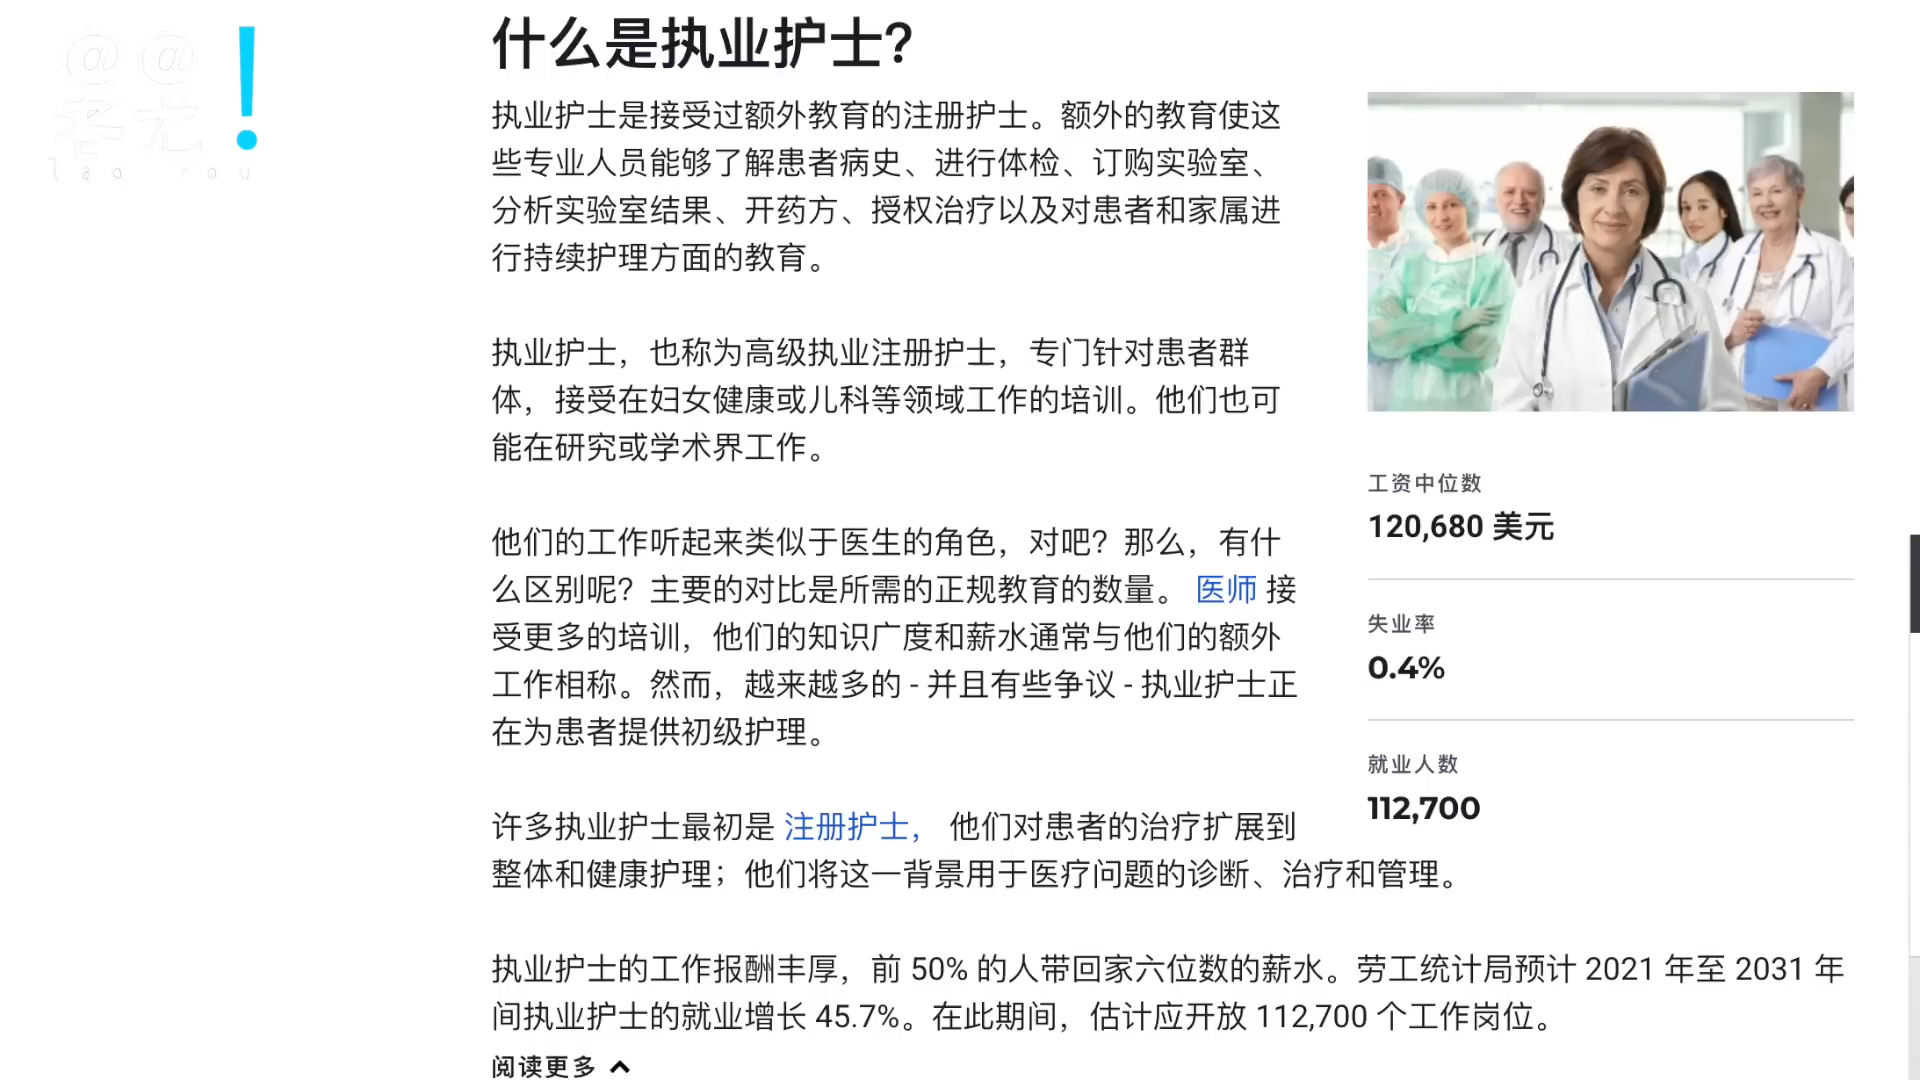 @@
老尤
!
lao you
什么是执业护士?
执业护士是接受过额外教育的注册护士。额外的教育使这
些专业人员能够了解患者病史、进行体检、订购实验室、
分析实验室结果、开药方、授权治疗以及对患者和家属进
行持续护理方面的教育。
执业护士，也称为高级执业注册护士，专门针对患者群
体，接受在妇女健康或儿科等领域工作的培训。他们也可
能在研究或学术界工作。
他们的工作听起来类似于医生的角色，对吧？那么，有什
么区别呢？主要的对比是所需的正规教育的数量。 医师 接
受更多的培训，他们的知识广度和薪水通常与他们的额外
工作相称。然而，越来越多的 - 并且有些争议 - 执业护士正
在为患者提供初级护理。
许多执业护士最初是 注册护士， 他们对患者的治疗扩展到
整体和健康护理；他们将这一背景用于医疗问题的诊断、治疗和管理。
执业护士的工作报酬丰厚，前 50% 的人带回家六位数的薪水。劳工统计局预计 2021 年至 2031 年
间执业护士的就业增长 45.7%。在此期间，估计应开放 112,700 个工作岗位。
阅读更多
工资中位数
120,680 美元
失业率
0.4%
就业人数
112,700